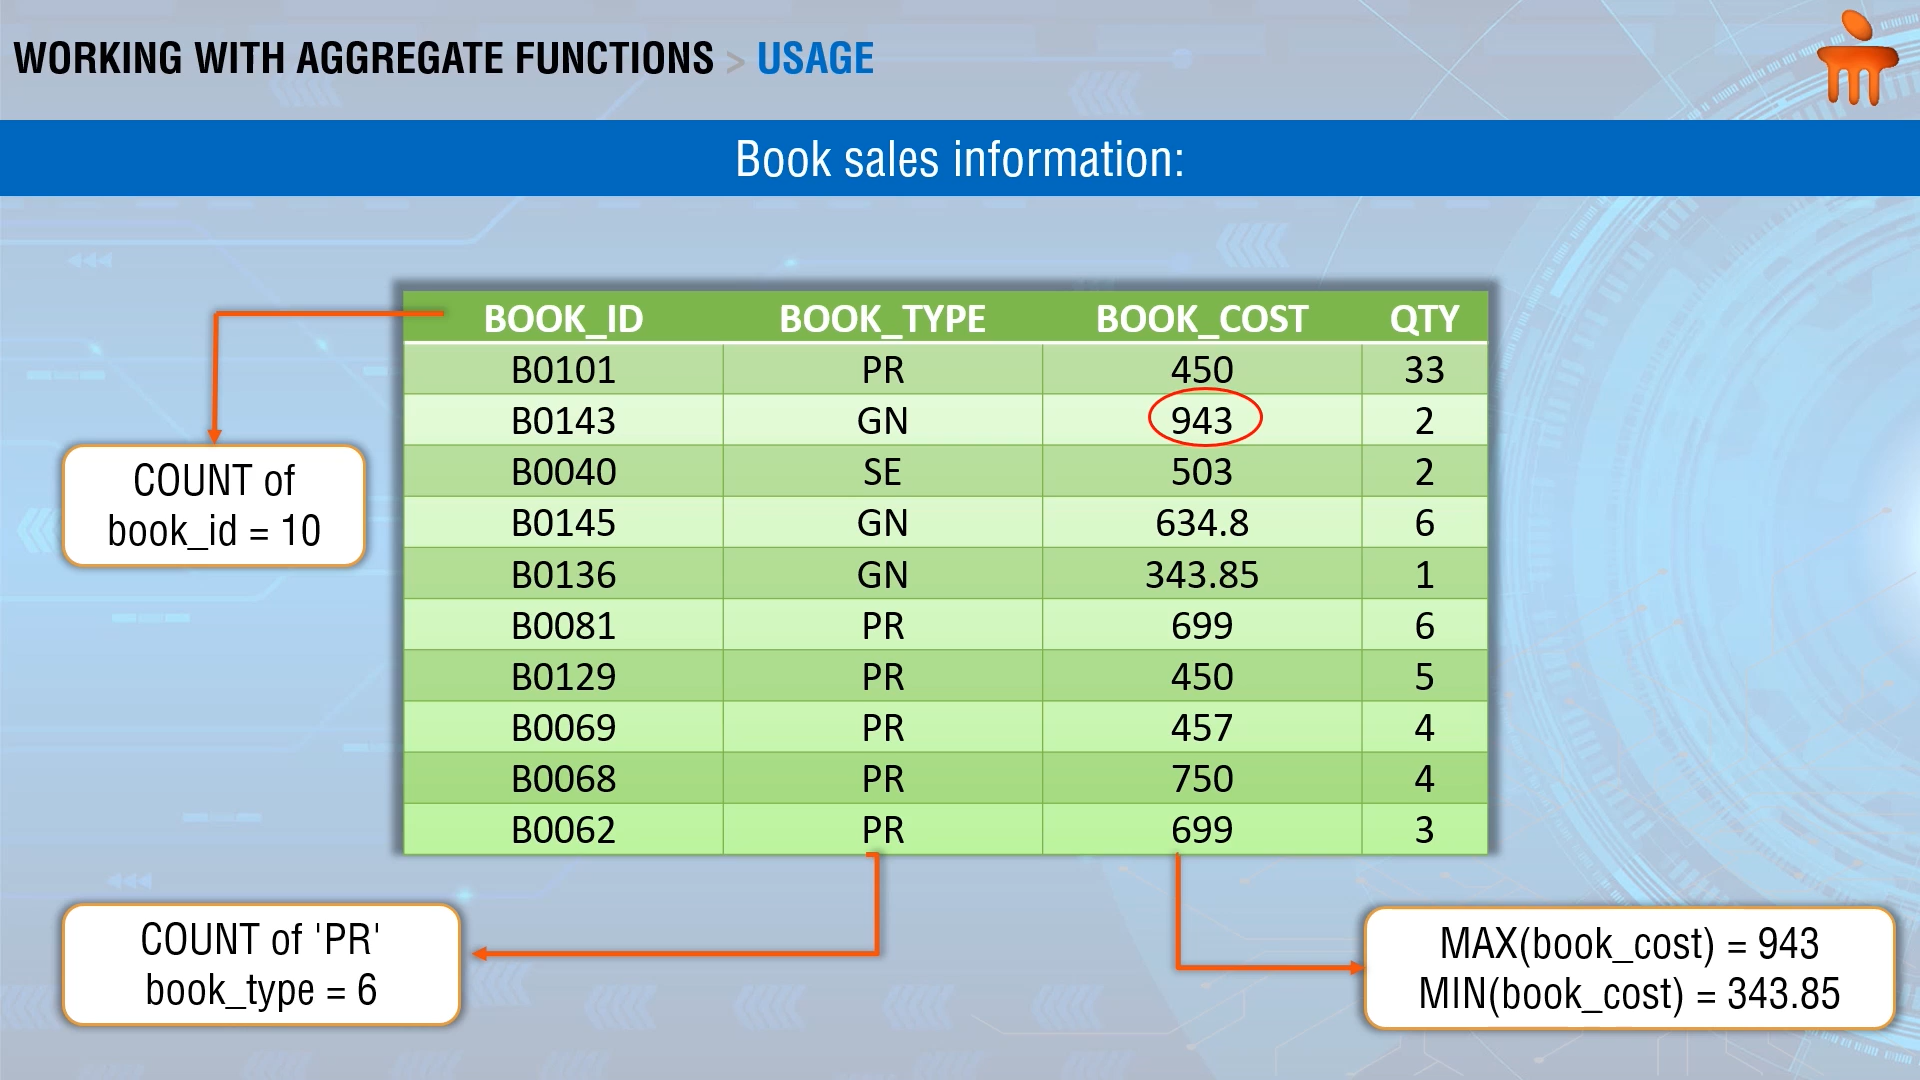 WORKING WITH AGGREGATE FUNCTIONS > USAGE
Book sales information:
BOOK_ID BOOK_TYPE BOOK_COST QTY
B0101 PR 450 33
B0143 GN 943 2
B0040 SE 503 2
B0145 GN 634.8 6
B0136 GN 343.85 1
B0081 PR 699 6
B0129 PR 450 5
B0069 PR 457 4
B0068 PR 750 4
B0062 PR 699 3
COUNT of
book_id = 10
COUNT of 'PR'
book_type = 6
MAX(book_cost) = 943
MIN(book_cost) = 343.85